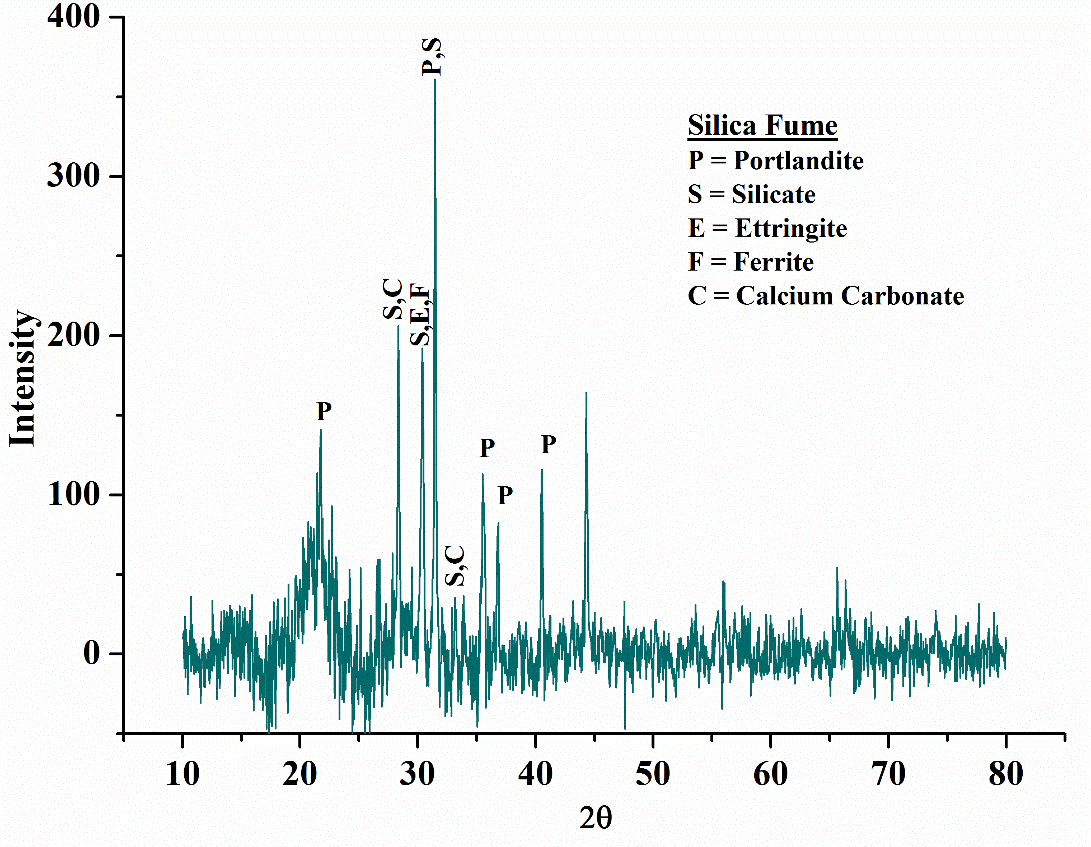 400
300
200
100
0
Intensity
P
S,C
S,E,F
P,S
S,C
P
P
P
Silica Fume
P = Portlandite
S = Silicate
E = Ettringite
F = Ferrite
C = Calcium Carbonate
10 20 30 40 50 60 70 80
2θ